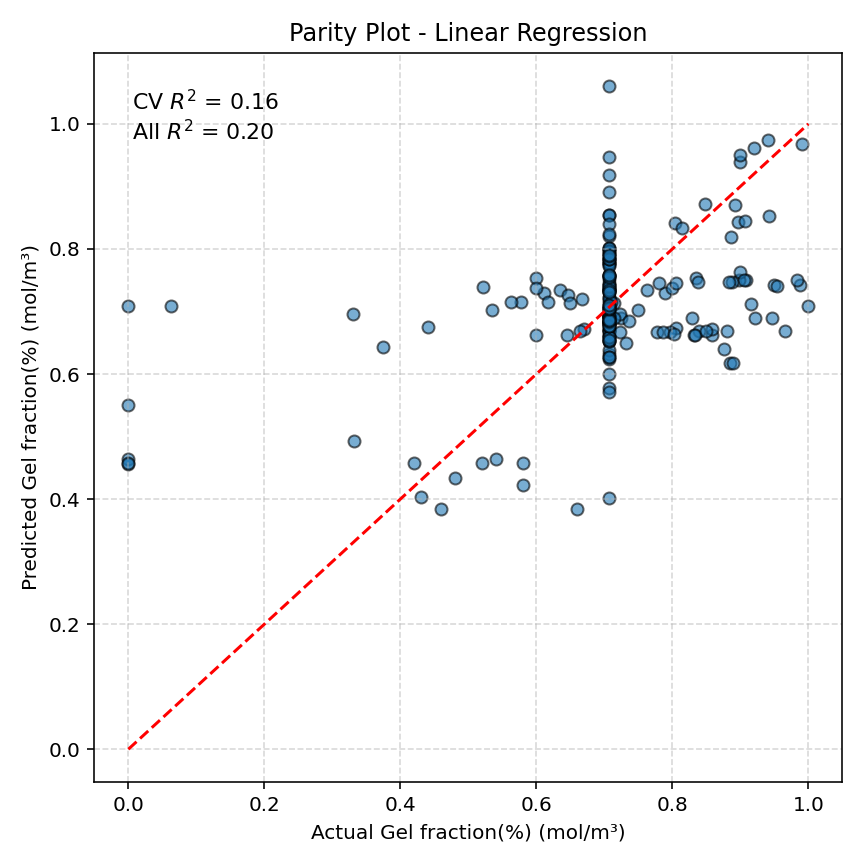 Parity Plot - Linear Regression
CV R² = 0.16
All R² = 0.20
Predicted Gel fraction(%) (mol/m³)
1.0
0.8
0.6
0.4
0.2
0.0
0.0 0.2 0.4 0.6 0.8 1.0
Actual Gel fraction(%) (mol/m³)